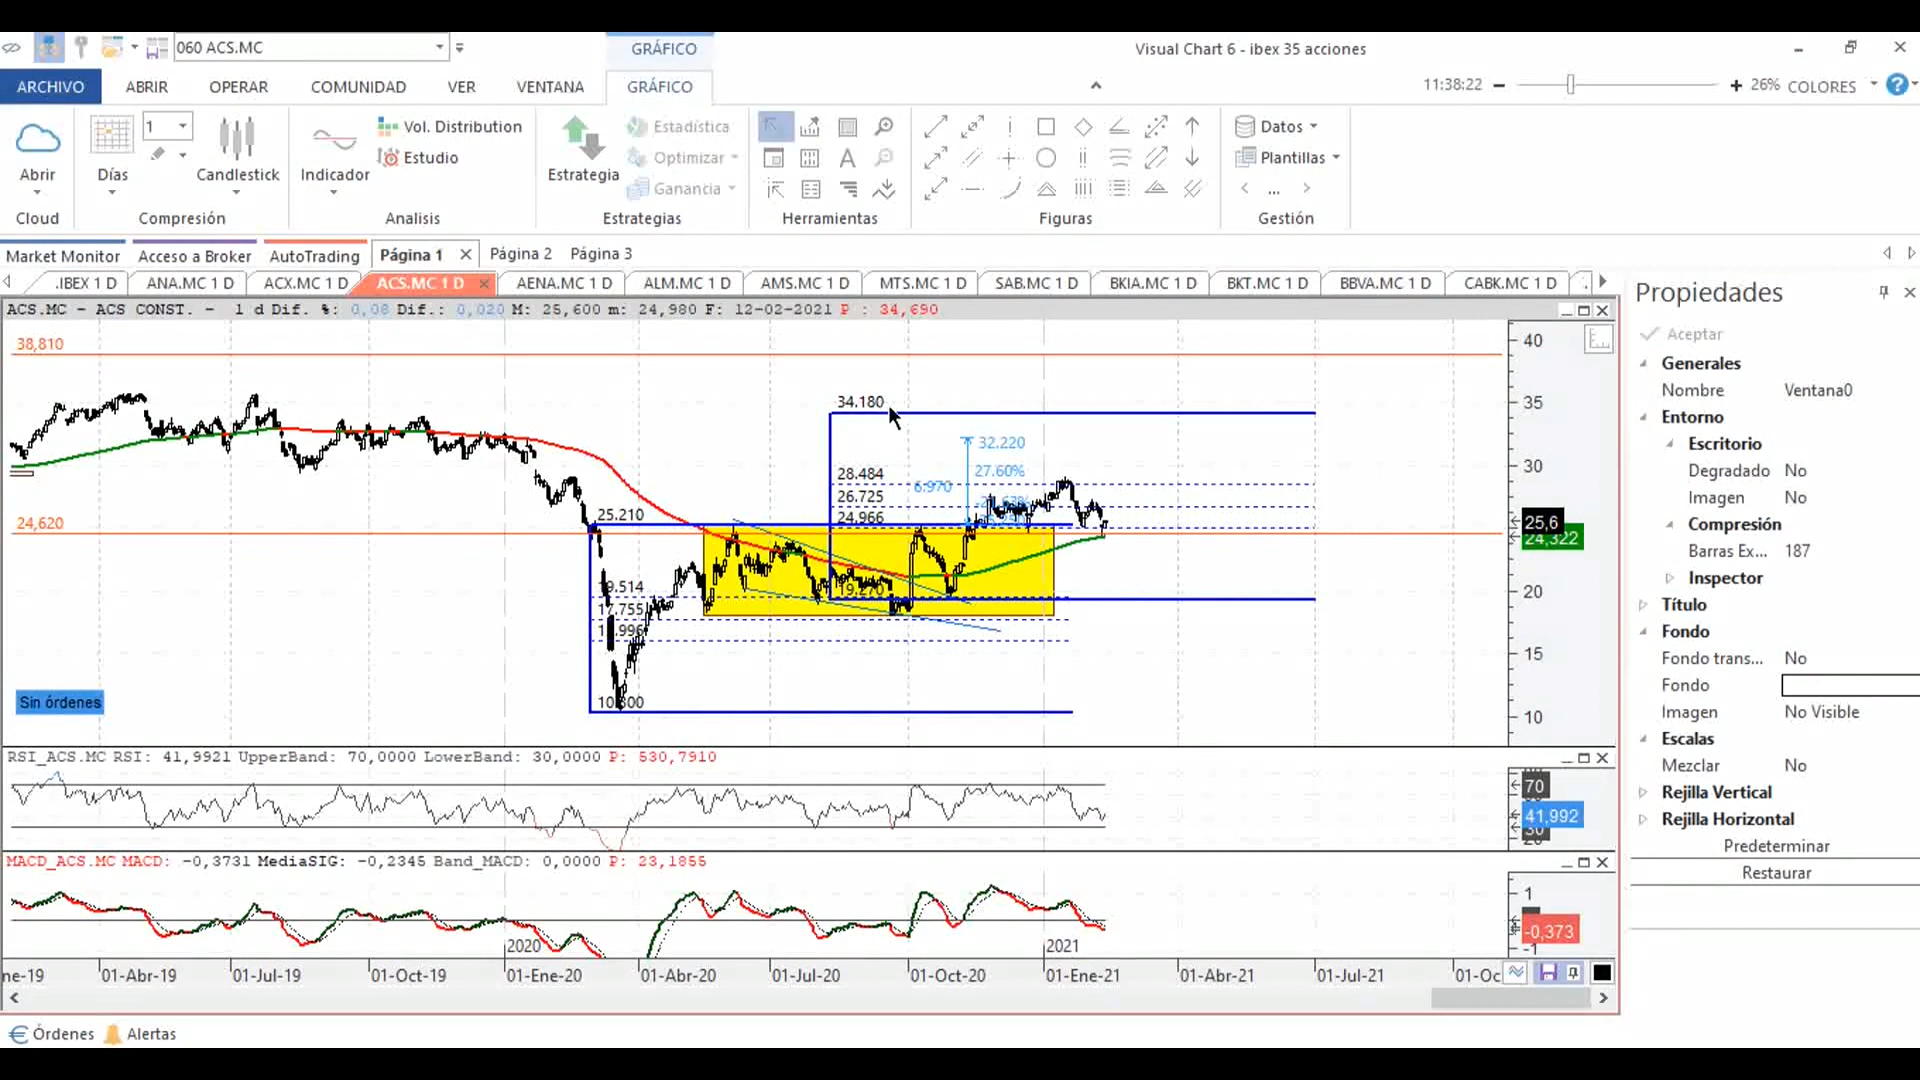 060 ACS.MC
GRÁFICO
Visual Chart 6 - ibex 35 acciones
ARCHIVO ABRIR OPERAR COMUNIDAD VER VENTANA GRÁFICO 11:38:22 26% COLORES
1 Vol. Distribution Estadística Datos
Estudio Optimizar Plantillas
Abrir Días Candlestick Indicador Estrategia Ganancia ...
Cloud Compresión Analisis Estrategias Herramientas Figuras Gestión
Market Monitor Acceso a Broker AutoTrading Página 1 Página 2 Página 3
.IBEX 1 D ANA.MC 1 D ACX.MC 1 D ACS.MC 1 D AENA.MC 1 D ALM.MC 1 D AMS.MC 1 D MTS.MC 1 D SAB.MC 1 D BKIA.MC 1 D BKT.MC 1 D BBVA.MC 1 D CABK.MC 1 D
ACS.MC - ACS CONST. - 1 d Dif. %: 0,08 Dif.: 0,020 M: 25,600 m: 24,980 F: 12-02-2021 P : 34,690
38,810
40
34.180
35
32.220
27.60%
30
28.484
6.970
26.725
24.966
25.210
24,620
25,6
24,322
19.514
19.270
20
17.755
15
Sin órdenes
10
RSI_ACS.MC RSI: 41,9921 UpperBand: 70,0000 LowerBand: 30,0000 P: 530,7910
70
41,992
MACD_ACS.MC MACD: -0,3731 MediaSIG: -0,2345 Band_MACD: 0,0000 P: 23,1855
1
-0,373
-1
2020 2021
ne-19 01-Abr-19 01-Jul-19 01-Oct-19 01-Ene-20 01-Abr-20 01-Jul-20 01-Oct-20 01-Ene-21 01-Abr-21 01-Jul-21 01-Oc
Órdenes Alertas
Propiedades
Aceptar
Generales
Nombre Ventana0
Entorno
Escritorio
Degradado No
Imagen No
Compresión
Barras Ex... 187
Inspector
Título
Fondo
Fondo trans... No
Fondo
Imagen No Visible
Escalas
Mezclar No
Rejilla Vertical
Rejilla Horizontal
Predeterminar
Restaurar